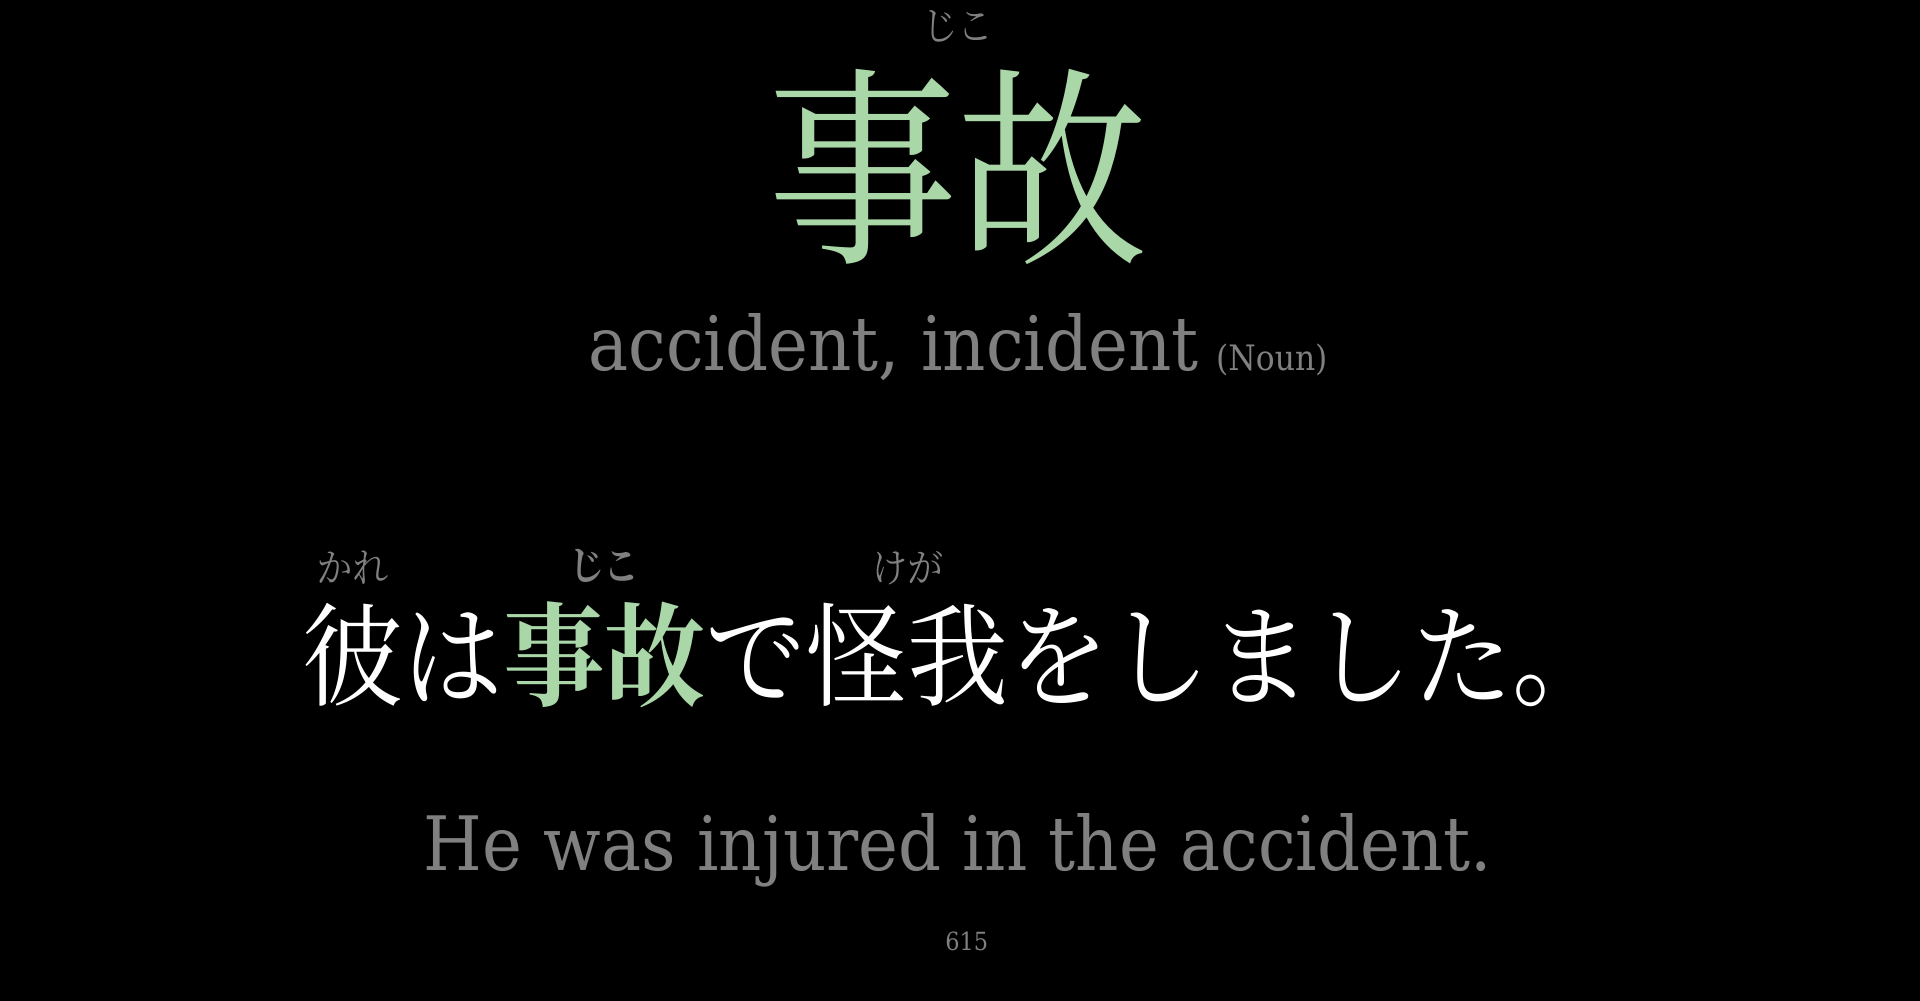 じこ
事故
accident, incident (Noun)
かれ じこ けが
彼は事故で怪我をしました。
He was injured in the accident.
615